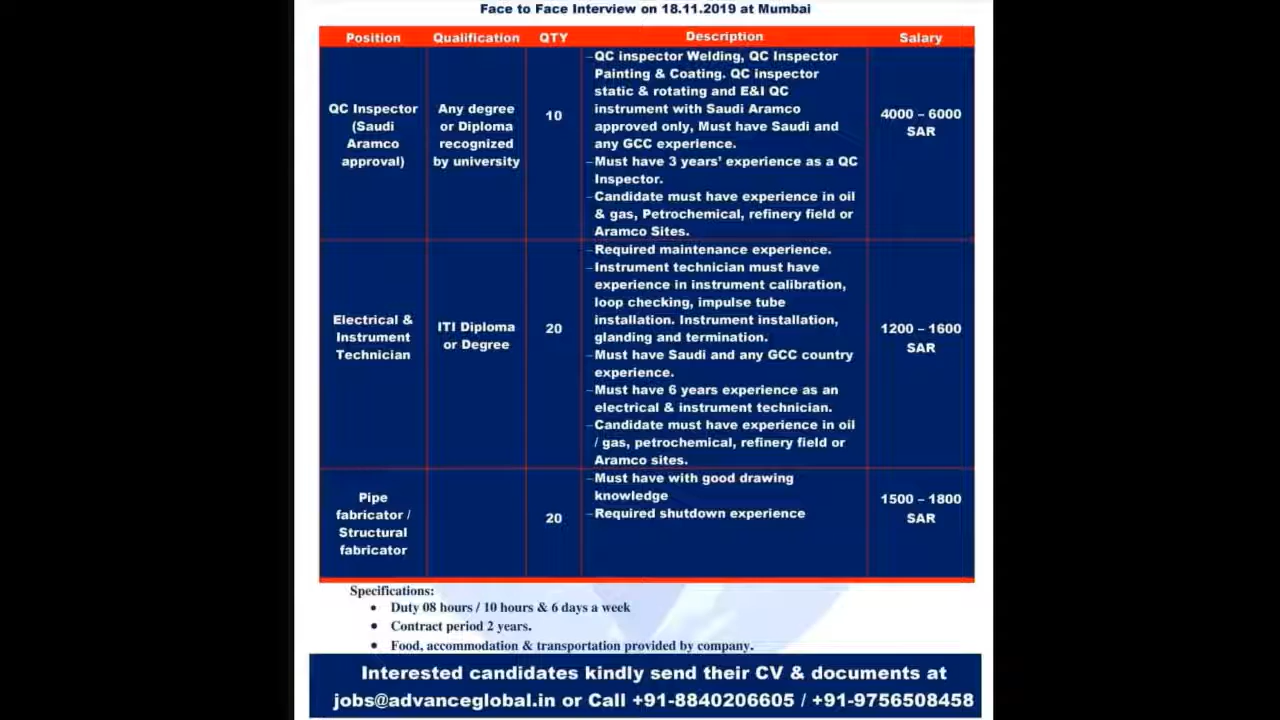 Face to Face Interview on 18.11.2019 at Mumbai
Position Qualification QTY Description Salary
QC Inspector
(Saudi
Aramco
approval)
Any degree
or Diploma
recognized
by university
10
–QC inspector Welding, QC Inspector
Painting & Coating. QC inspector
static & rotating and E&I QC
instrument with Saudi Aramco
approved only, Must have Saudi and
any GCC experience.
–Must have 3 years' experience as a QC
Inspector.
–Candidate must have experience in oil
& gas, Petrochemical, refinery field or
Aramco Sites.
4000 – 6000
SAR
Electrical &
Instrument
Technician
ITI Diploma
or Degree
20
–Required maintenance experience.
–Instrument technician must have
experience in instrument calibration,
loop checking, impulse tube
installation. Instrument installation,
glanding and termination.
–Must have Saudi and any GCC country
experience.
–Must have 6 years experience as an
electrical & instrument technician.
–Candidate must have experience in oil
/ gas, petrochemical, refinery field or
Aramco sites.
1200 – 1600
SAR
Pipe
fabricator /
Structural
fabricator
20
–Must have with good drawing
knowledge
–Required shutdown experience
1500 – 1800
SAR
Specifications:
• Duty 08 hours / 10 hours & 6 days a week
• Contract period 2 years.
• Food, accommodation & transportation provided by company.
Interested candidates kindly send their CV & documents at
jobs@advanceglobal.in or Call +91-8840206605 / +91-9756508458